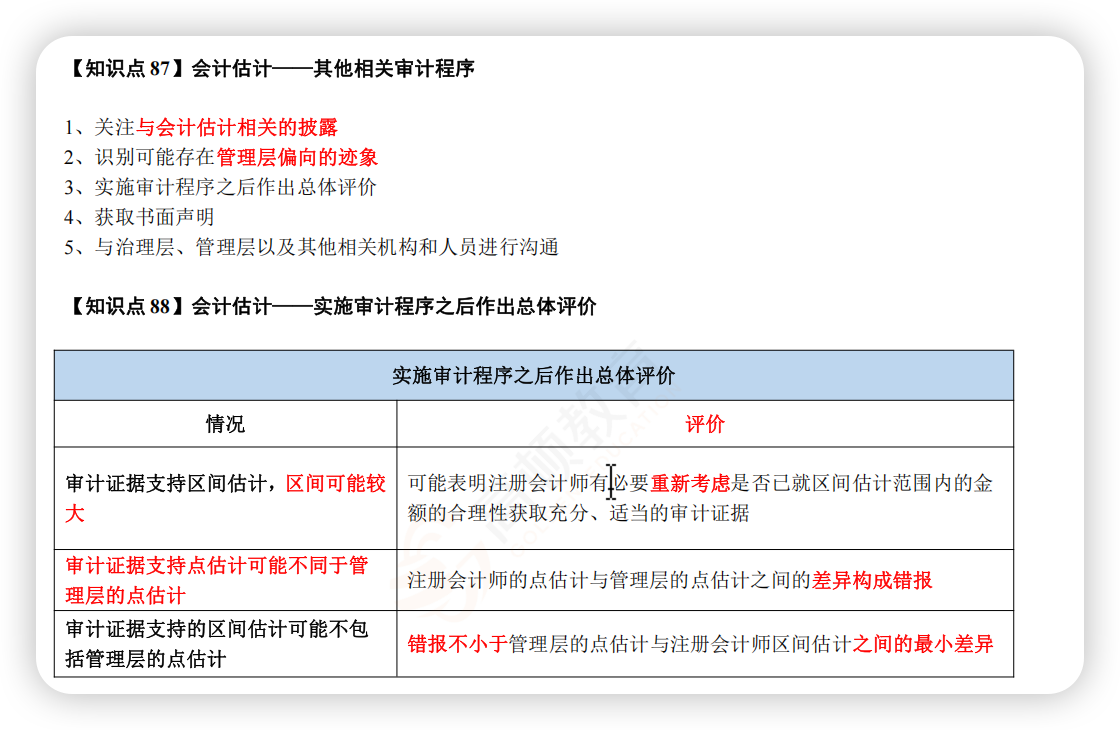 【知识点 87】会计估计——其他相关审计程序
1、关注与会计估计相关的披露
2、识别可能存在管理层偏向的迹象
3、实施审计程序之后作出总体评价
4、获取书面声明
5、与治理层、管理层以及其他相关机构和人员进行沟通
【知识点 88】会计估计——实施审计程序之后作出总体评价
实施审计程序之后作出总体评价
情况
评价
审计证据支持区间估计，区间可能较
大
可能表明注册会计师有必要重新考虑是否已就区间估计范围内的金
额的合理性获取充分、适当的审计证据
审计证据支持点估计可能不同于管
理层的点估计
注册会计师的点估计与管理层的点估计之间的差异构成错报
审计证据支持的区间估计可能不包
括管理层的点估计
错报不小于管理层的点估计与注册会计师区间估计之间的最小差异